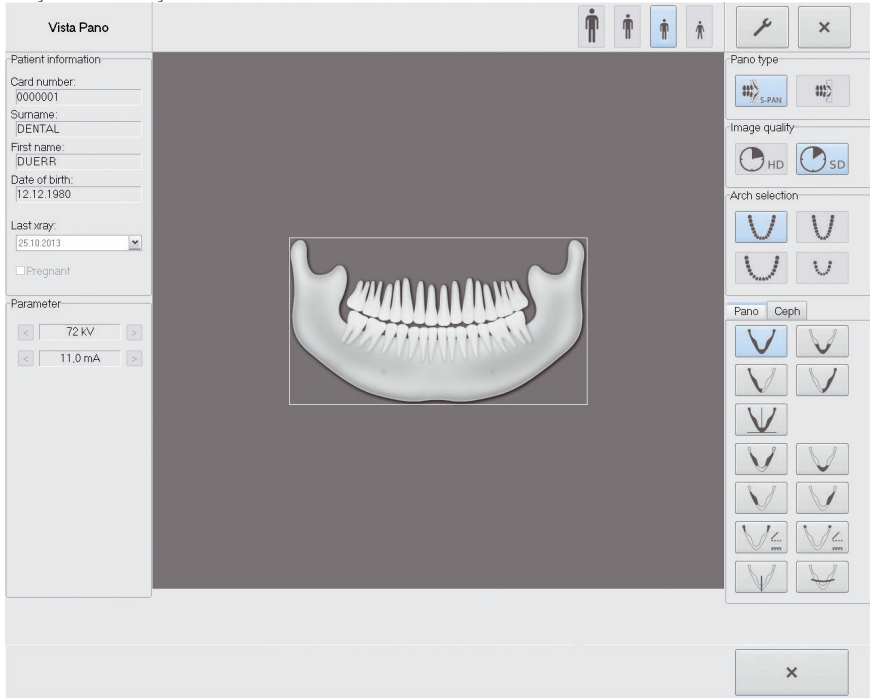 Vista Pano
Patient information
Card number:
0000001
Surname:
DENTAL
First name:
DUERR
Date of birth:
12.12.1980
Last xray:
25.10.2013
Pregnant
Parameter
< 72 KV >
< 11,0 mA >
Pano type
S-PAN
Image quality
HD SD
Arch selection
Pano Ceph